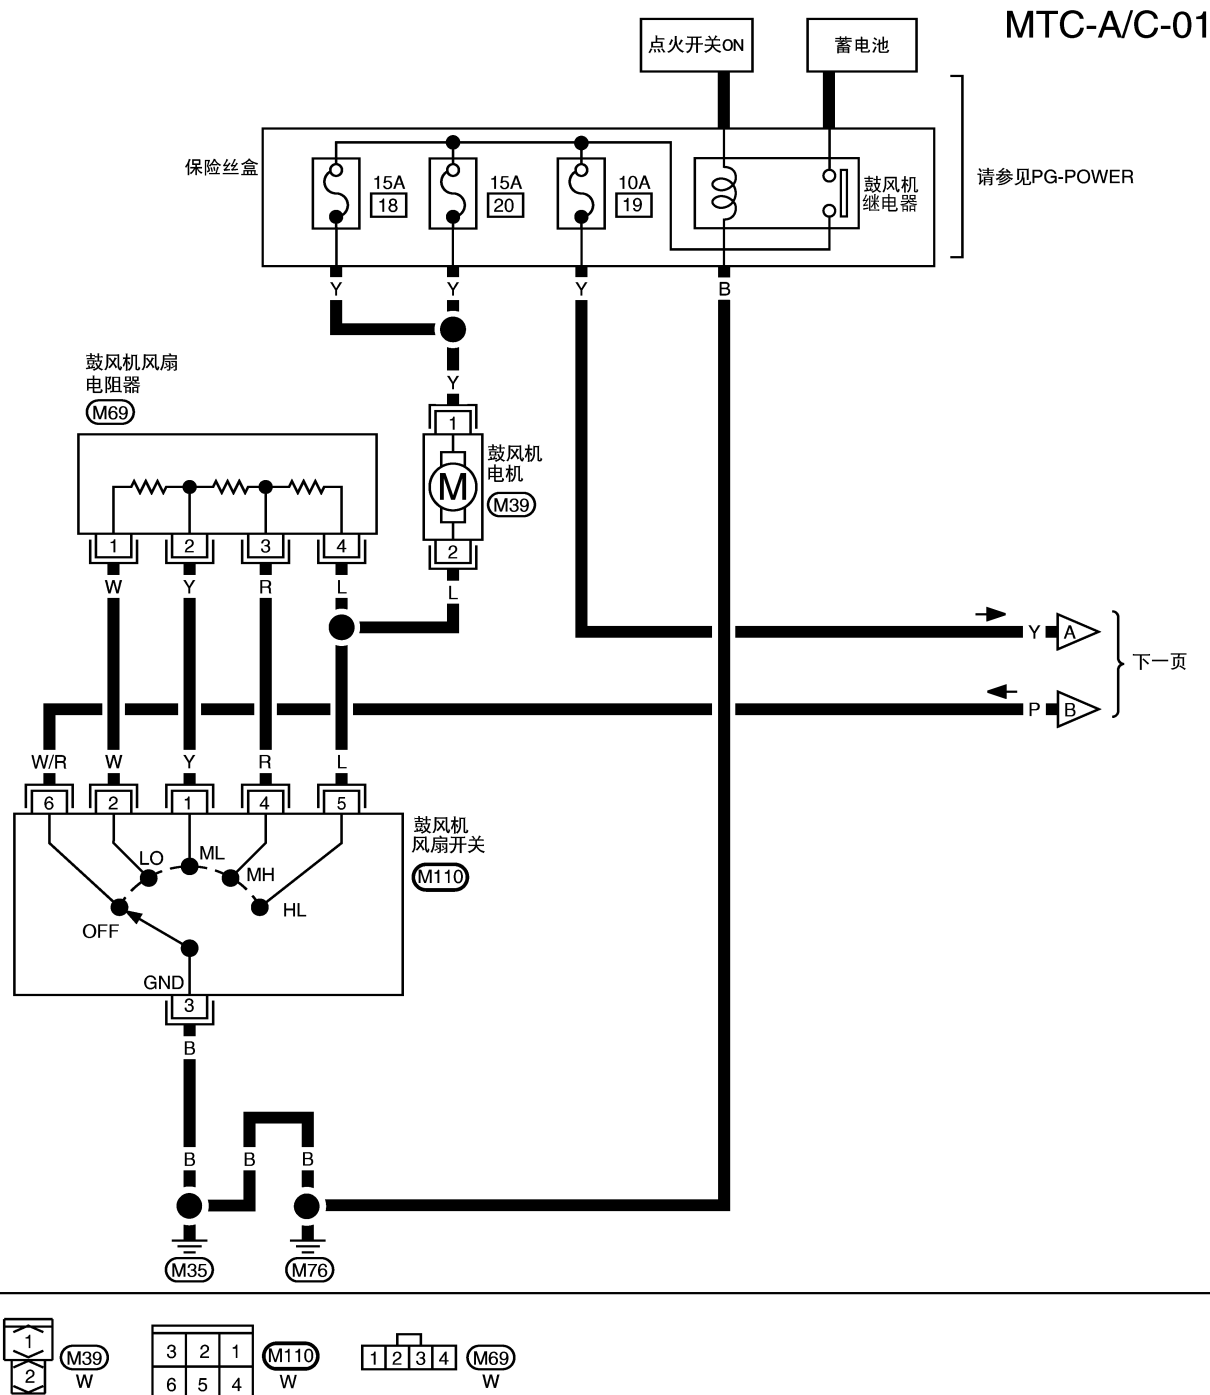 MTC-A/C-01
点火开关ON
蓄电池
保险丝盒
15A
18
15A
20
10A
19
鼓风机
继电器
请参见PG-POWER
Y
Y
Y
B
鼓风机风扇
电阻器
M69
Y
1
鼓风机
电机
M
M39
1
2
3
4
2
W
Y
R
L
L
Y
A
下一页
P
B
W/R
W
Y
R
L
6
2
1
4
5
鼓风机
风扇开关
M110
LO
ML
MH
HL
OFF
GND
3
B
B
B
B
M35
M76
1
2
M39
W
3 2 1
6 5 4
M110
W
1 2 3 4
M69
W